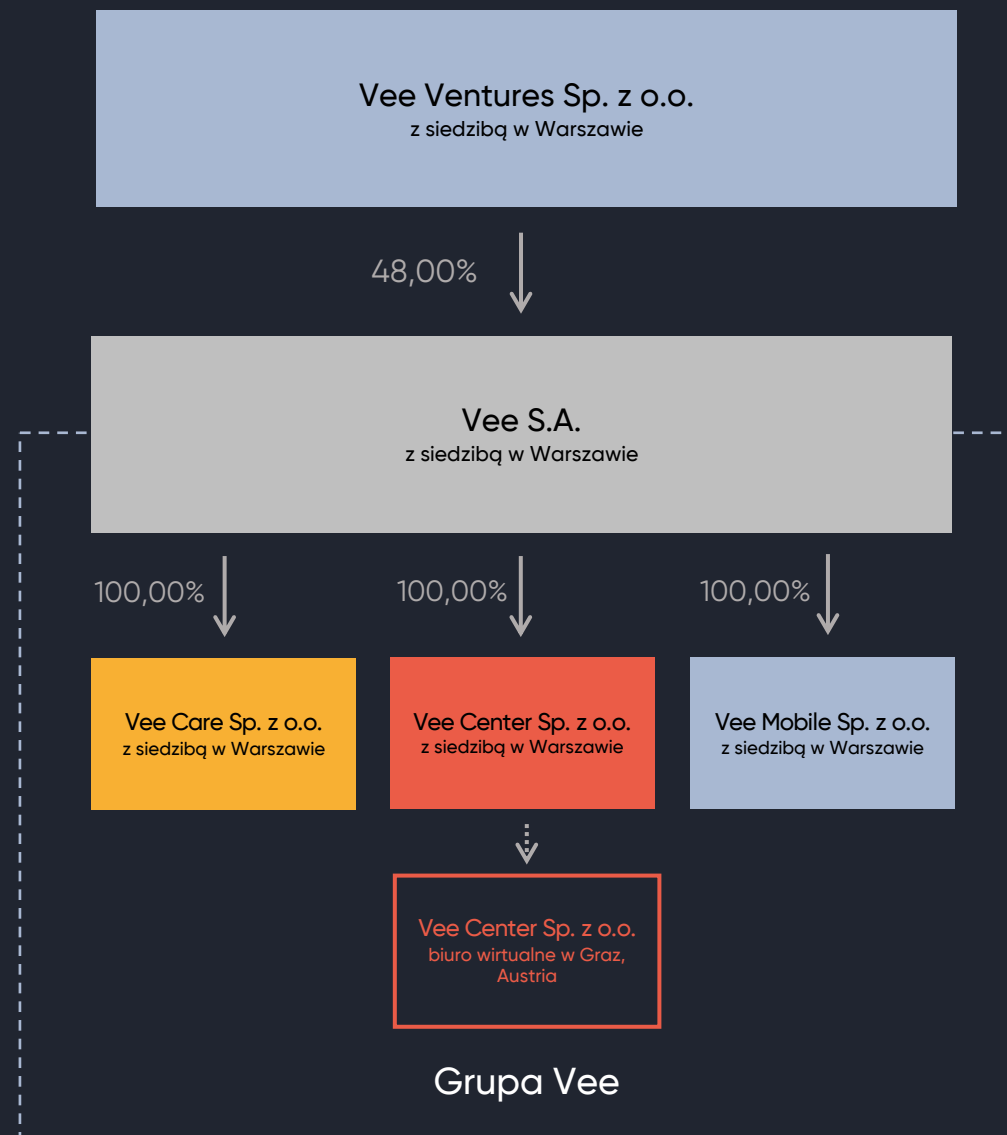 Vee Ventures Sp. z o.o.
z siedzibą w Warszawie
48,00%
Vee S.A.
z siedzibą w Warszawie
100,00%
100,00%
100,00%
Vee Care Sp. z o.o.
z siedzibą w Warszawie
Vee Center Sp. z o.o.
z siedzibą w Warszawie
Vee Mobile Sp. z o.o.
z siedzibą w Warszawie
Vee Center Sp. z o.o.
biuro wirtualne w Graz,
Austria
Grupa Vee